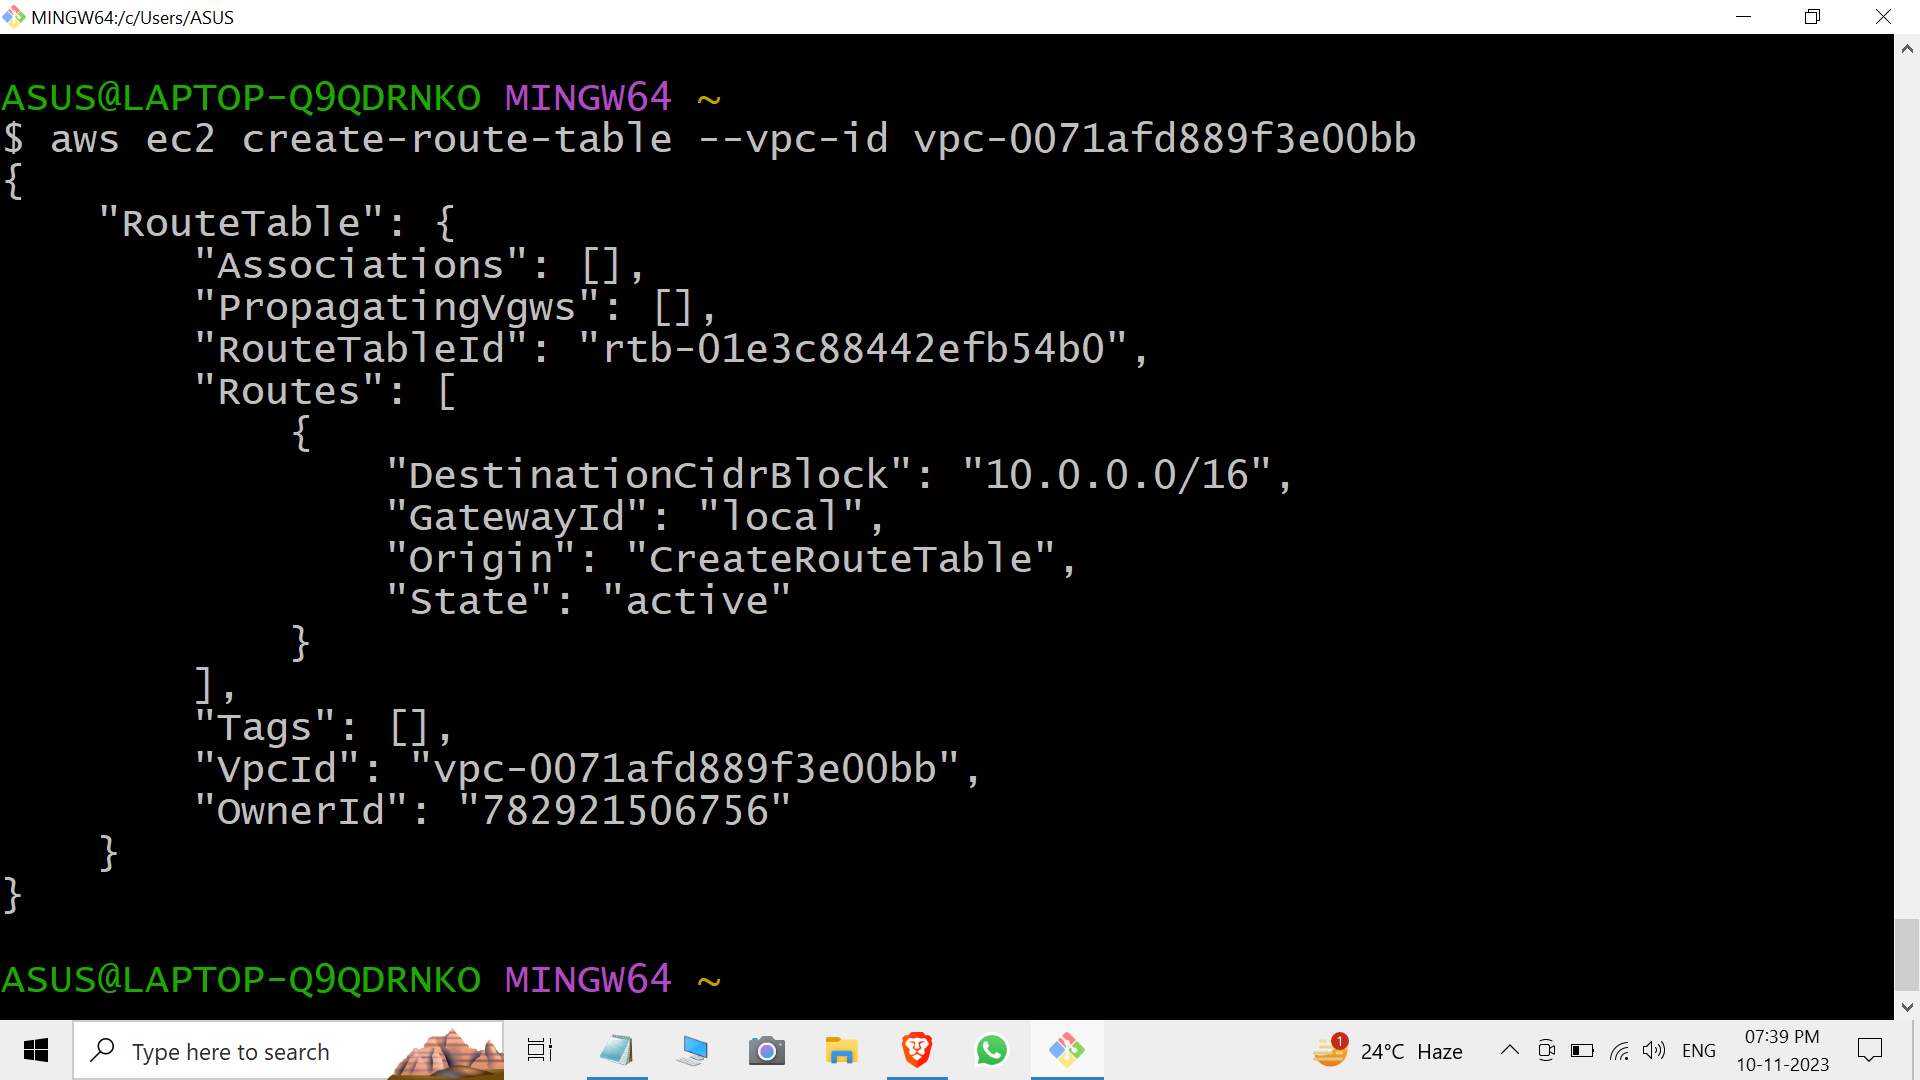 MINGW64:/c/Users/ASUS
ASUS@LAPTOP-Q9QDRNKO MINGW64 ~
$ aws ec2 create-route-table --vpc-id vpc-0071afd889f3e00bb
{
    "RouteTable": {
        "Associations": [],
        "PropagatingVgws": [],
        "RouteTableId": "rtb-01e3c88442efb54b0",
        "Routes": [
            {
                "DestinationCidrBlock": "10.0.0.0/16",
                "GatewayId": "local",
                "Origin": "CreateRouteTable",
                "State": "active"
            }
        ],
        "Tags": [],
        "VpcId": "vpc-0071afd889f3e00bb",
        "OwnerId": "782921506756"
    }
}
ASUS@LAPTOP-Q9QDRNKO MINGW64 ~
Type here to search
1
24°C Haze
ENG
07:39 PM
10-11-2023